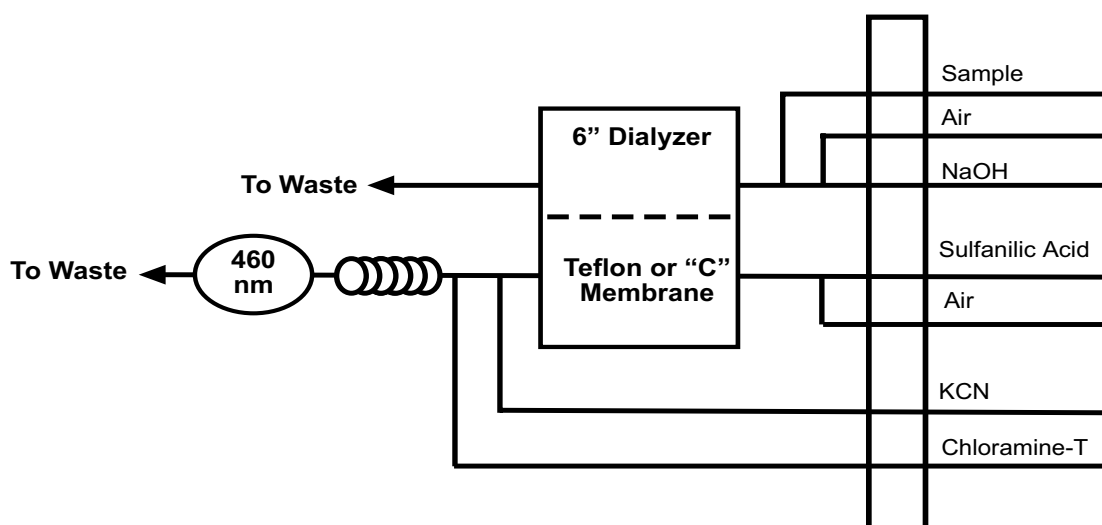 Sample
Air
6” Dialyzer
NaOH
To Waste
Sulfanilic Acid
460
nm
To Waste
Teflon or “C”
Membrane
Air
KCN
Chloramine-T